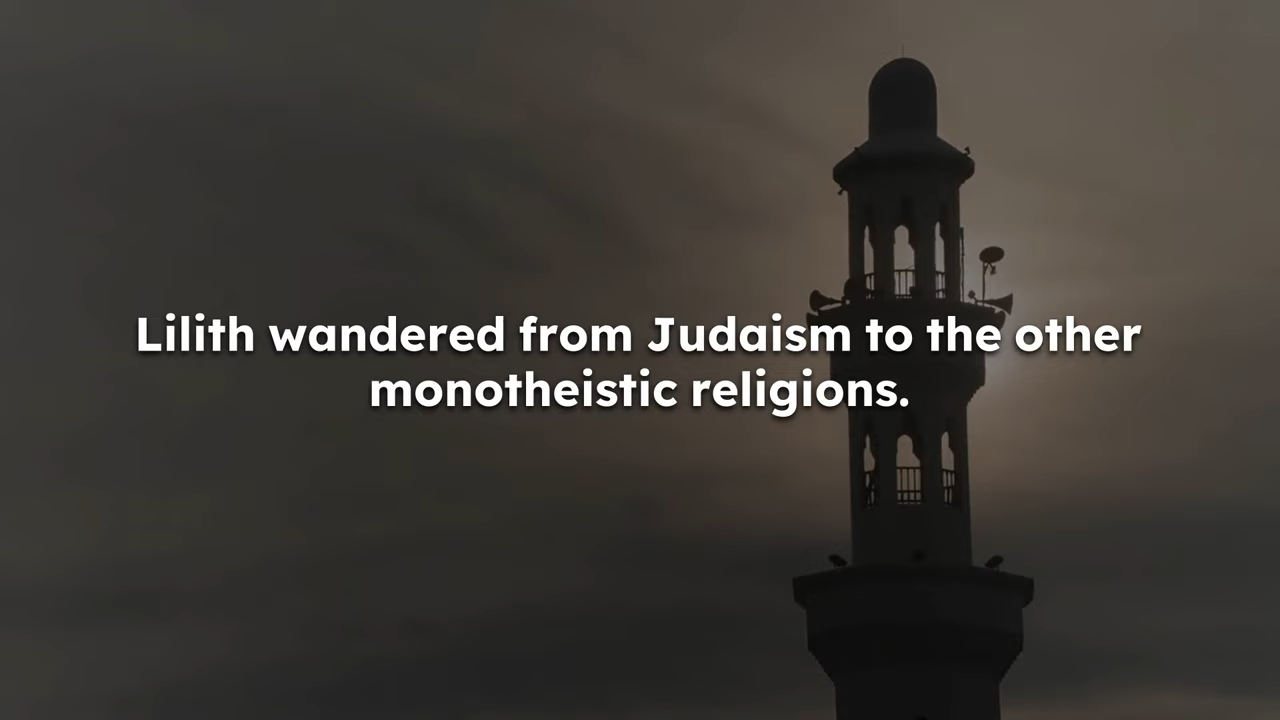 Lilith wandered from Judaism to the other
monotheistic religions.